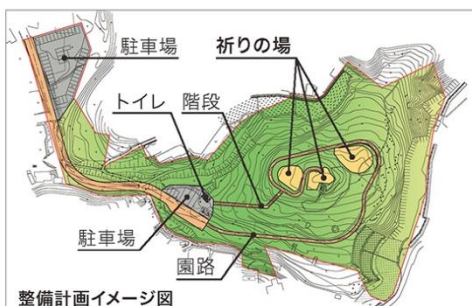 駐車場
祈りの場
トイレ
階段
駐車場
園路
整備計画イメージ図